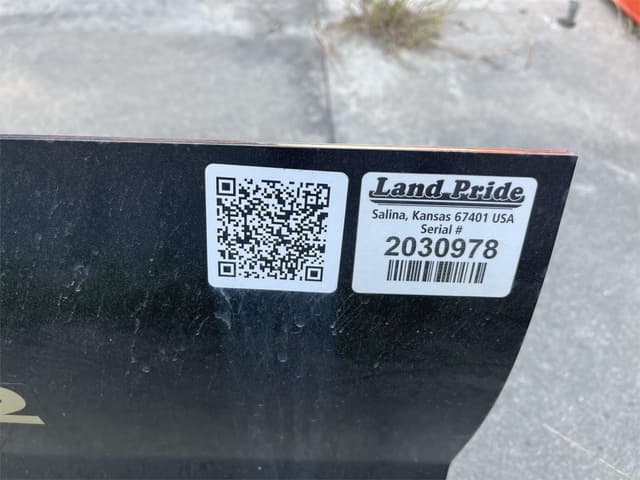 Land Pride
Salina, Kansas 67401 USA
Serial #
2030978